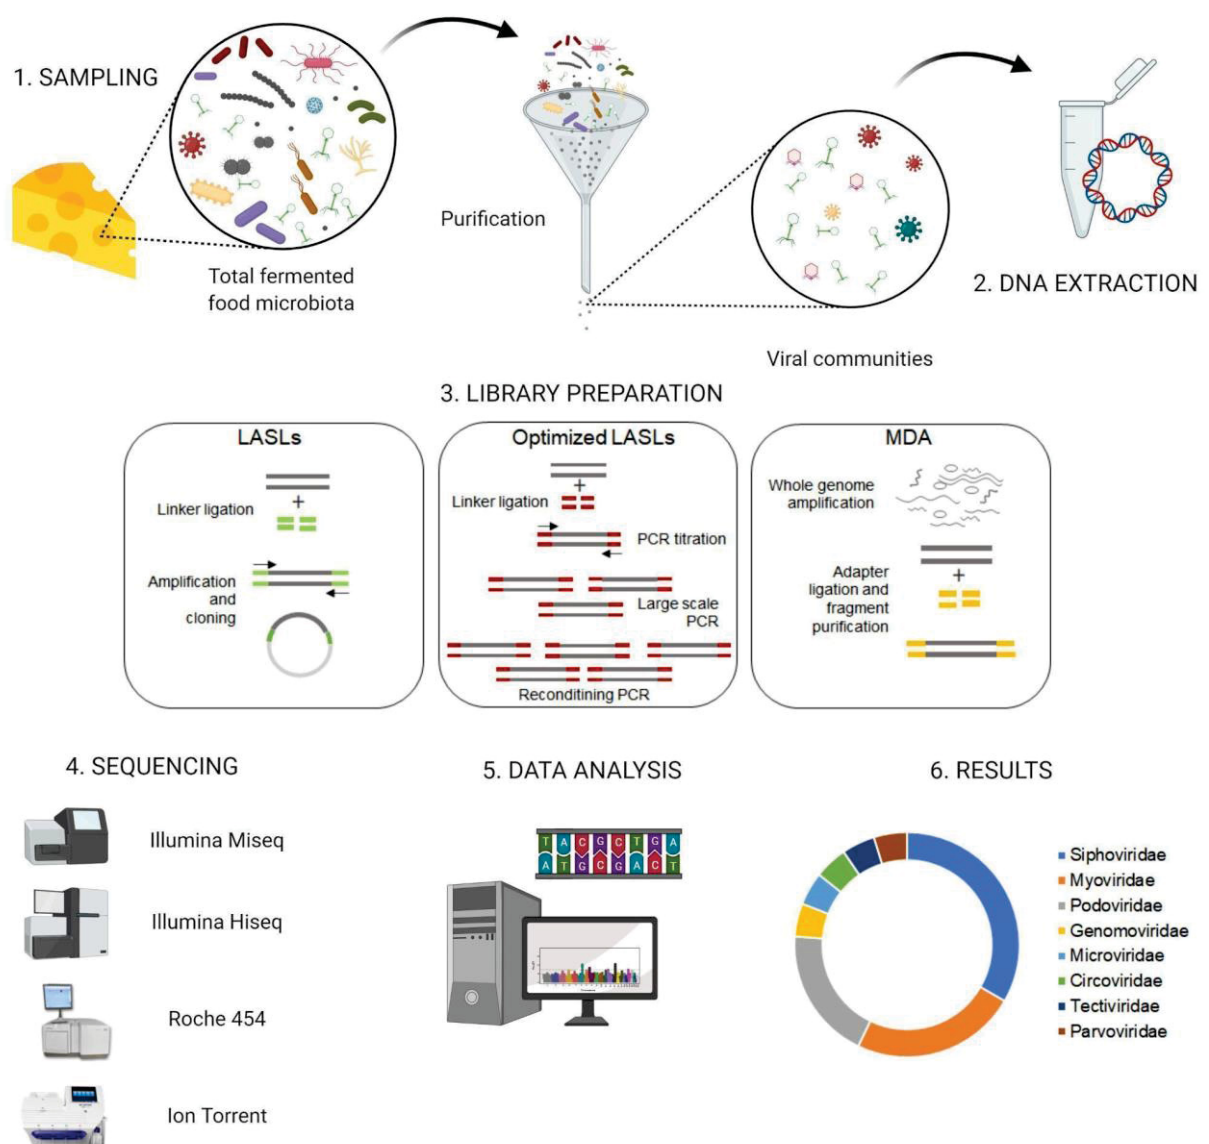 1. SAMPLING
Total fermented
food microbiota
Purification
Viral communities
2. DNA EXTRACTION
3. LIBRARY PREPARATION
LASLs
+
Linker ligation
Amplification
and
cloning
Optimized LASLs
+
Linker ligation
PCR titration
Large scale
PCR
Reconditining PCR
MDA
Whole genome
amplification
+
Adapter
ligation and
fragment
purification
4. SEQUENCING
Illumina Miseq
Illumina Hiseq
Roche 454
Ion Torrent
5. DATA ANALYSIS
T A C G C T G A
A T G C G A C T
6. RESULTS
Siphoviridae
Myoviridae
Podoviridae
Genomoviridae
Microviridae
Circoviridae
Tectiviridae
Parvoviridae